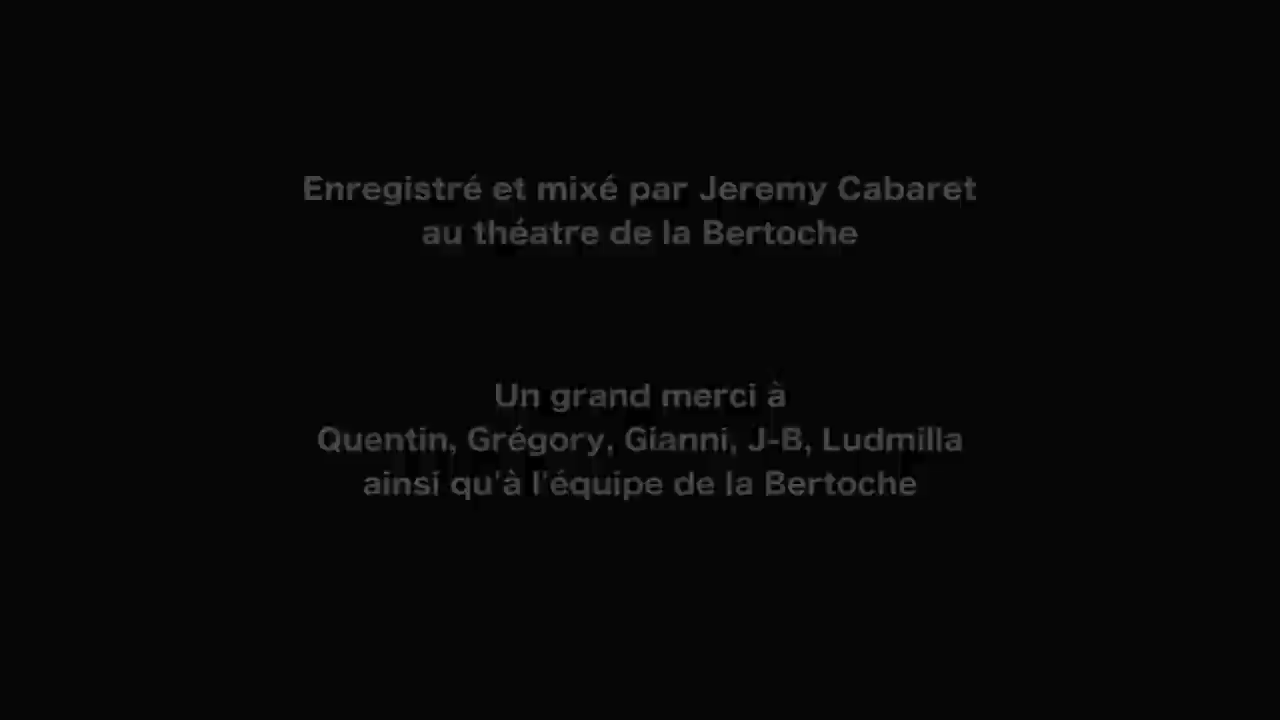 Enregistré et mixé par Jeremy Cabaret
au théatre de la Bertoche
Un grand merci à
Quentin, Grégory, Gianni, J-B, Ludmilla
ainsi qu'à l'équipe de la Bertoche